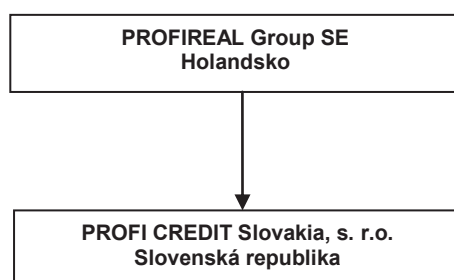 PROFIREAL Group SE
Holandsko
PROFI CREDIT Slovakia, s. r.o.
Slovenská republika